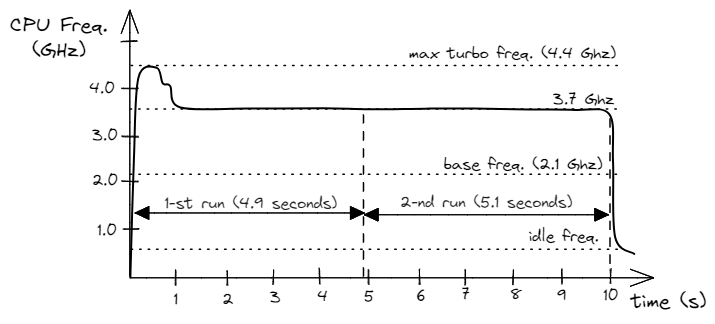 CPU Freq.
(GHz)
max turbo freq. (4.4 Ghz)
4.0
3.7 Ghz
3.0
base freq. (2.1 Ghz)
2.0
1-st run (4.9 seconds)
2-nd run (5.1 seconds)
1.0
idle freq.
1 2 3 4 5 6 7 8 9 10
time (s)